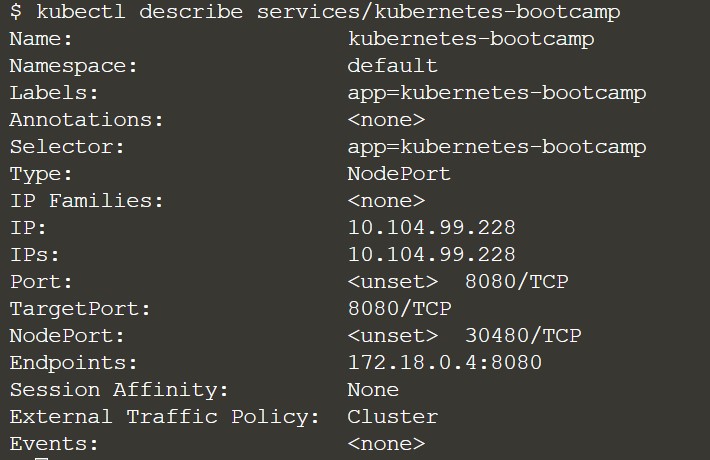 $ kubectl describe services/kubernetes-bootcamp
Name: kubernetes-bootcamp
Namespace: default
Labels: app=kubernetes-bootcamp
Annotations: <none>
Selector: app=kubernetes-bootcamp
Type: NodePort
IP Families: <none>
IP: 10.104.99.228
IPs: 10.104.99.228
Port: <unset> 8080/TCP
TargetPort: 8080/TCP
NodePort: <unset> 30480/TCP
Endpoints: 172.18.0.4:8080
Session Affinity: None
External Traffic Policy: Cluster
Events: <none>